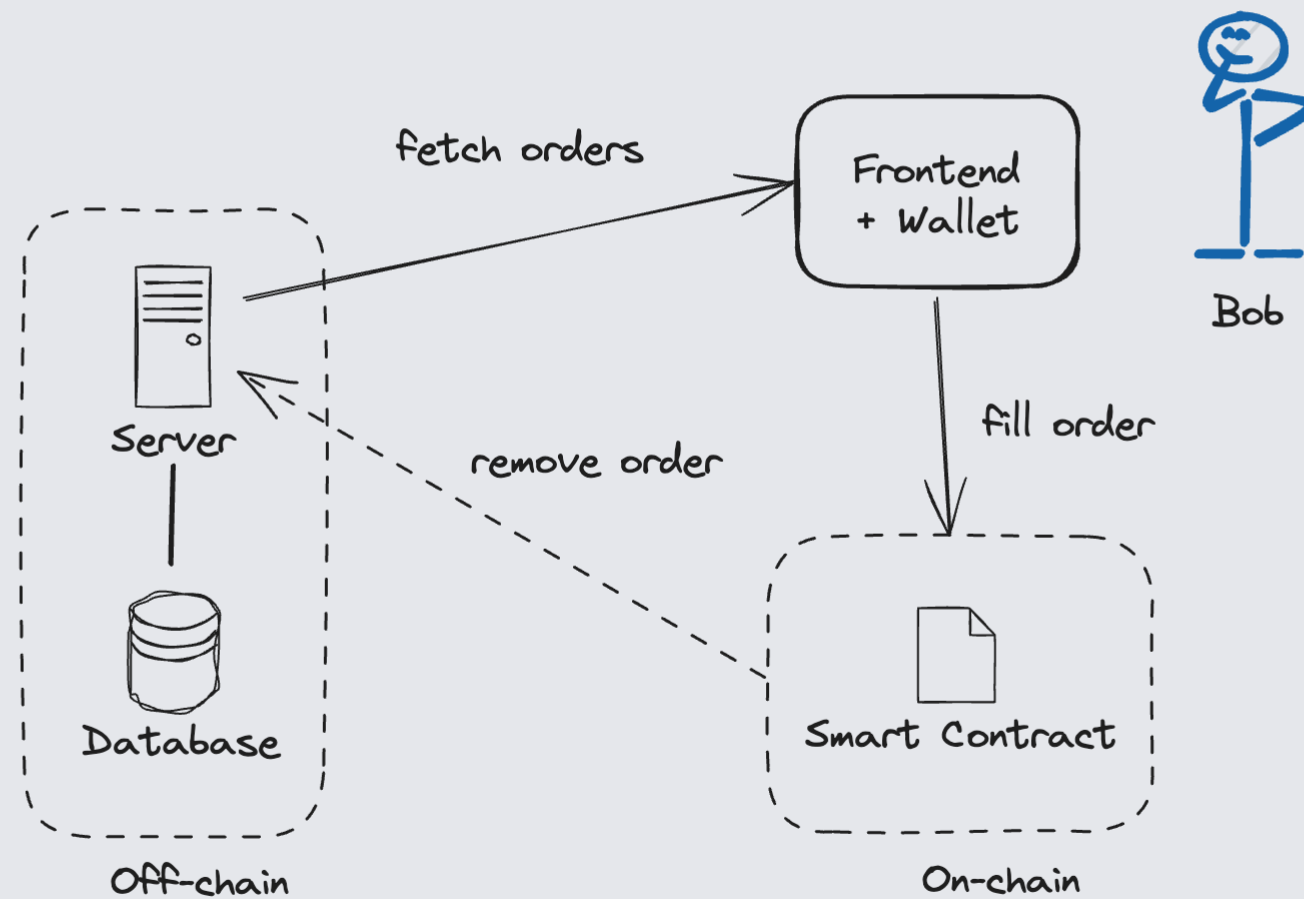 fetch orders
Frontend
+ Wallet
Bob
Server
remove order
fill order
Database
Smart Contract
Off-chain
On-chain